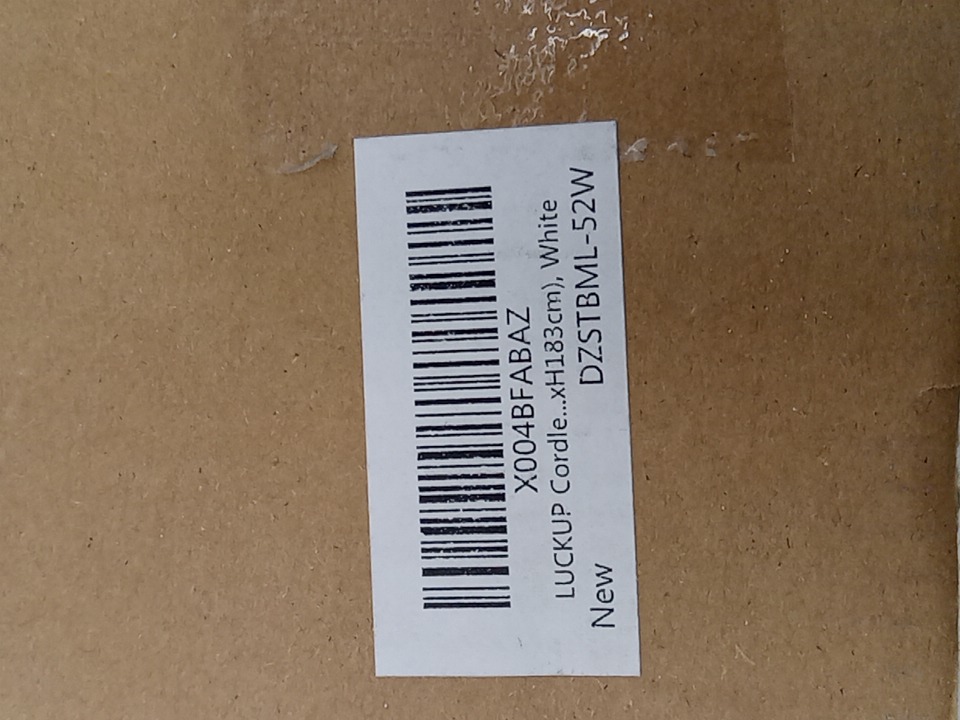 X004BFABAZ
LUCKUP Cordle...xH183cm), White
New DZSTBML-52W